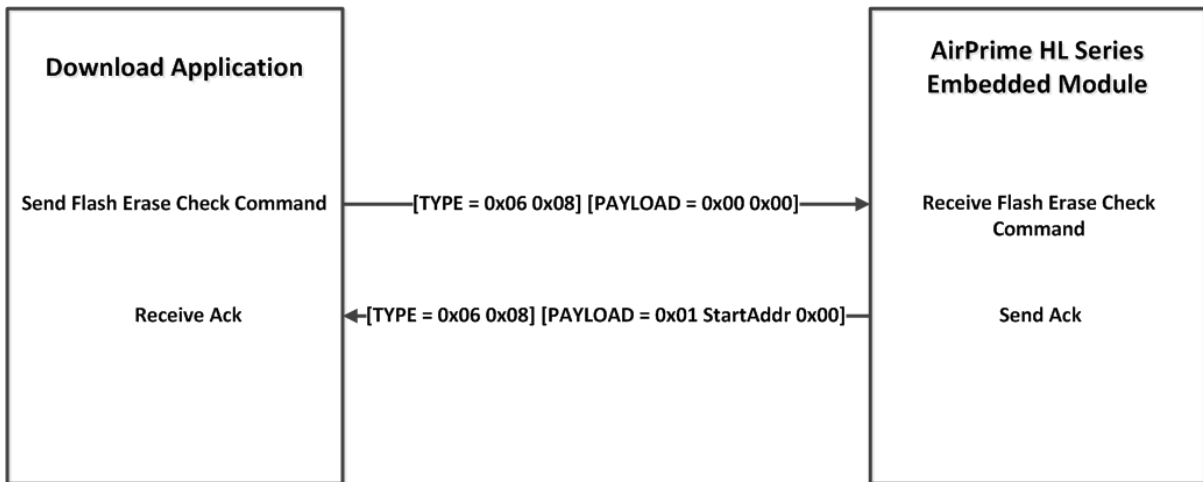 Download Application
AirPrime HL Series
Embedded Module
Send Flash Erase Check Command
[TYPE = 0x06 0x08] [PAYLOAD = 0x00 0x00]
Receive Flash Erase Check
Command
Receive Ack
[TYPE = 0x06 0x08] [PAYLOAD = 0x01 StartAddr 0x00]
Send Ack